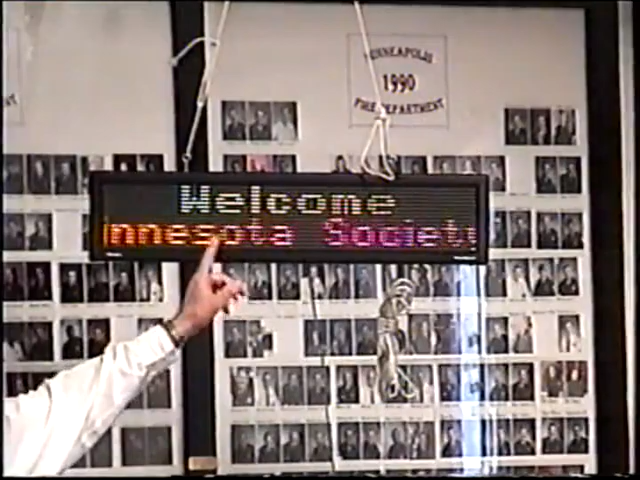 MINNEAPOLIS
1990
FIRE DEPARTMENT
Welcome
innesota Society